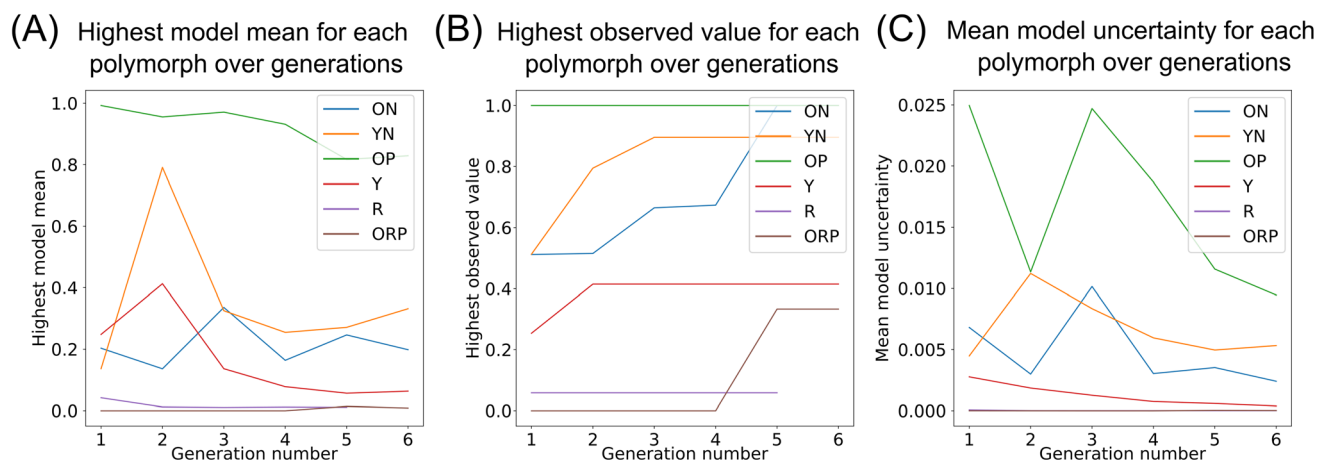 (A) Highest model mean for each
polymorph over generations
1.0
0.8
0.6
0.4
0.2
0.0
Highest model mean
ON
YN
OP
Y
R
ORP
1 2 3 4 5 6
Generation number
(B) Highest observed value for each
polymorph over generations
1.0
0.8
0.6
0.4
0.2
0.0
Highest observed value
ON
YN
OP
Y
R
ORP
1 2 3 4 5 6
Generation number
(C) Mean model uncertainty for each
polymorph over generations
0.025
0.020
0.015
0.010
0.005
0.000
Mean model uncertainty
ON
YN
OP
Y
R
ORP
1 2 3 4 5 6
Generation number